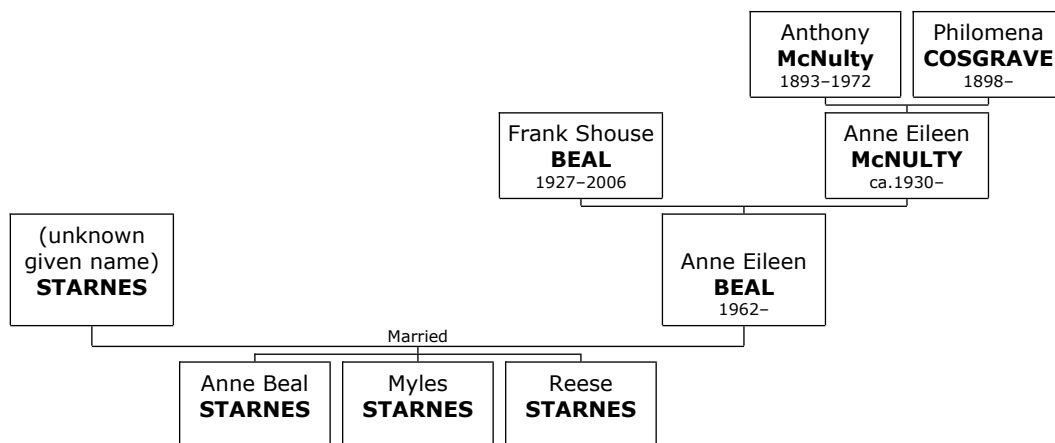 Anthony
McNulty
1893–1972
Philomena
COSGRAVE
1898–
Frank Shouse
BEAL
1927–2006
Anne Eileen
McNULTY
ca.1930–
(unknown
given name)
STARNES
Anne Eileen
BEAL
1962–
Married
Anne Beal
STARNES
Myles
STARNES
Reese
STARNES